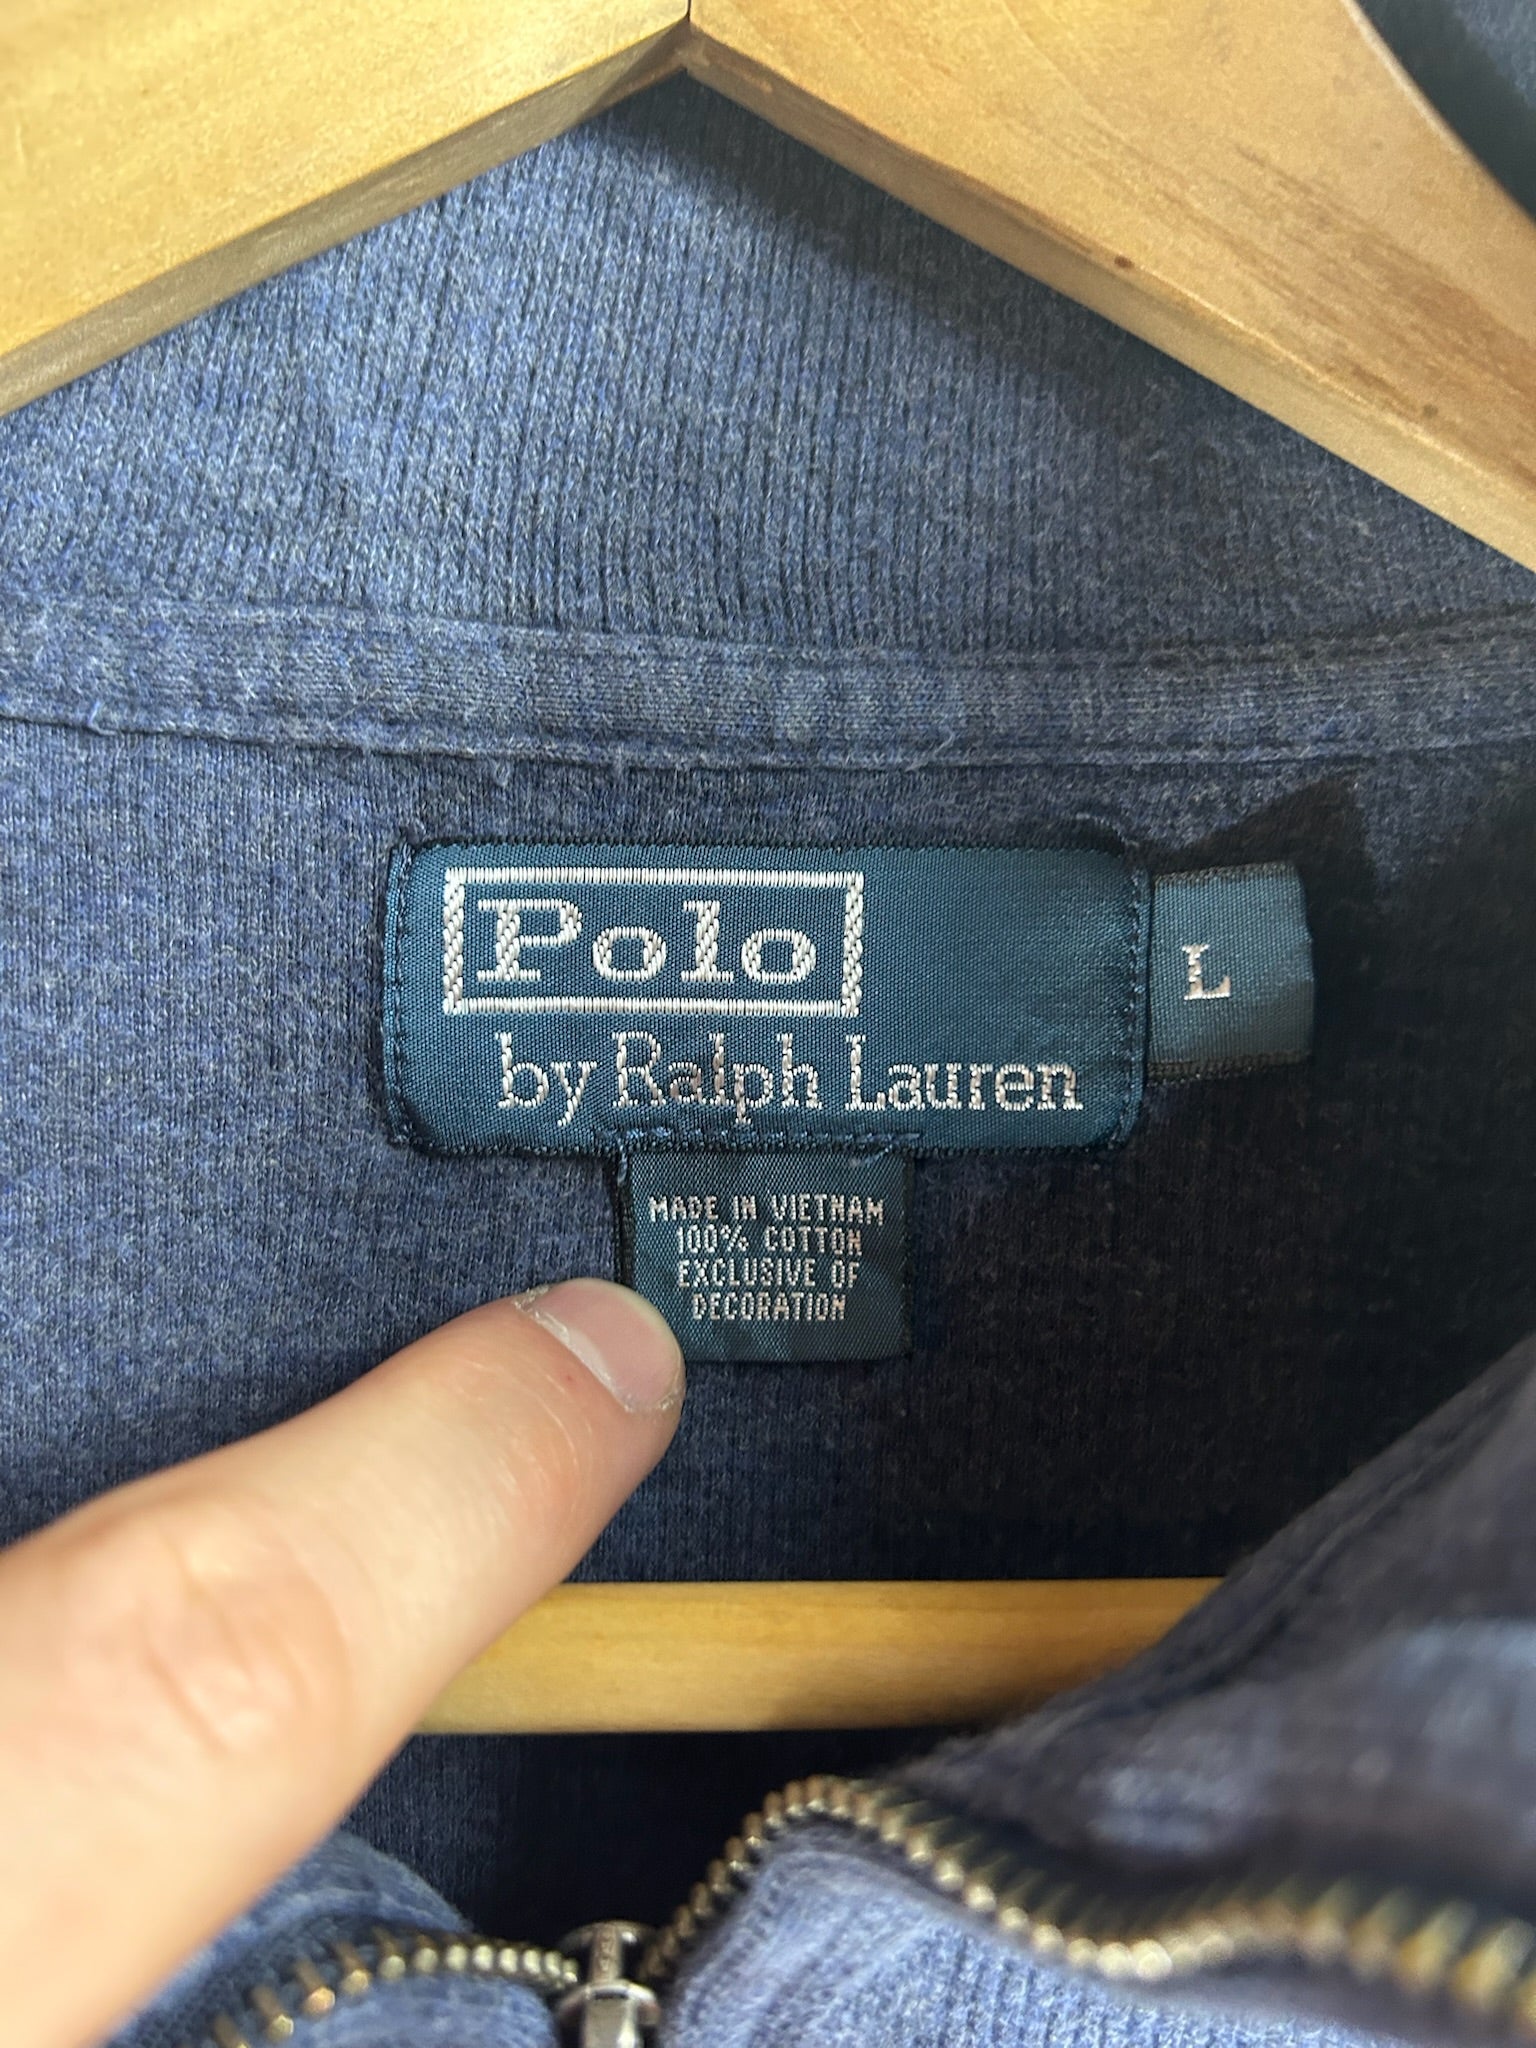 Polo
by Ralph Lauren
L
MADE IN VIETNAM
100% COTTON
EXCLUSIVE OF
DECORATION